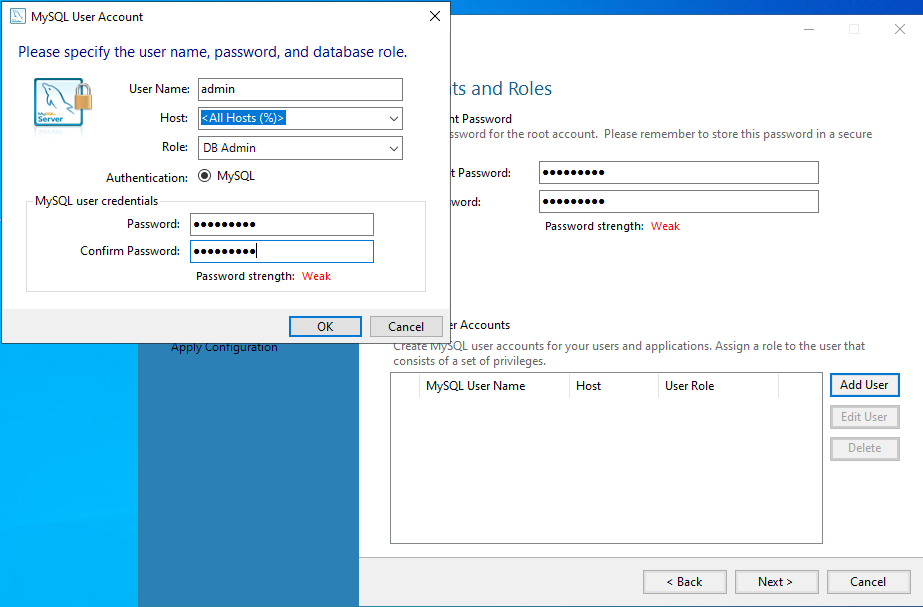 MySQL User Account
Please specify the user name, password, and database role.
MySQL
Server
User Name: admin
Host: <All Hosts (%)>
Role: DB Admin
Authentication: MySQL
MySQL user credentials
Password: ●●●●●●●●●
Confirm Password: ●●●●●●●●●
Password strength: Weak
OK Cancel
ts and Roles
nt Password
ssword for the root account. Please remember to store this password in a secure
t Password: ●●●●●●●●●
word: ●●●●●●●●●
Password strength: Weak
er Accounts
Create MySQL user accounts for your users and applications. Assign a role to the user that
consists of a set of privileges.
Apply Configuration
MySQL User Name Host User Role
Add User
Edit User
Delete
< Back Next > Cancel